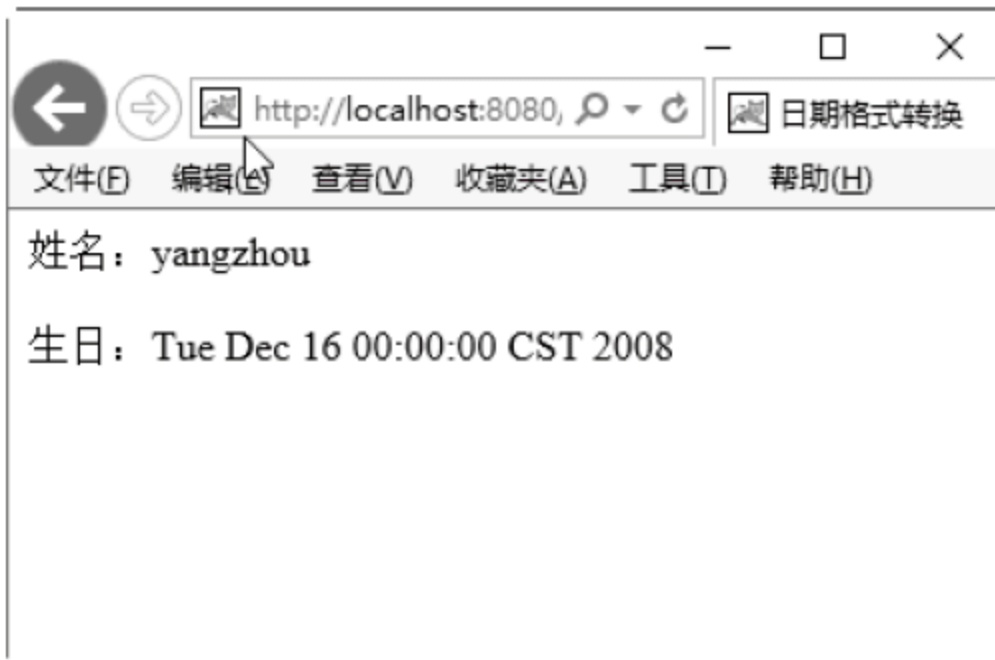 http://localhost:8080/
日期格式转换
文件(F) 编辑(E) 查看(V) 收藏夹(A) 工具(T) 帮助(H)
姓名：yangzhou
生日：Tue Dec 16 00:00:00 CST 2008